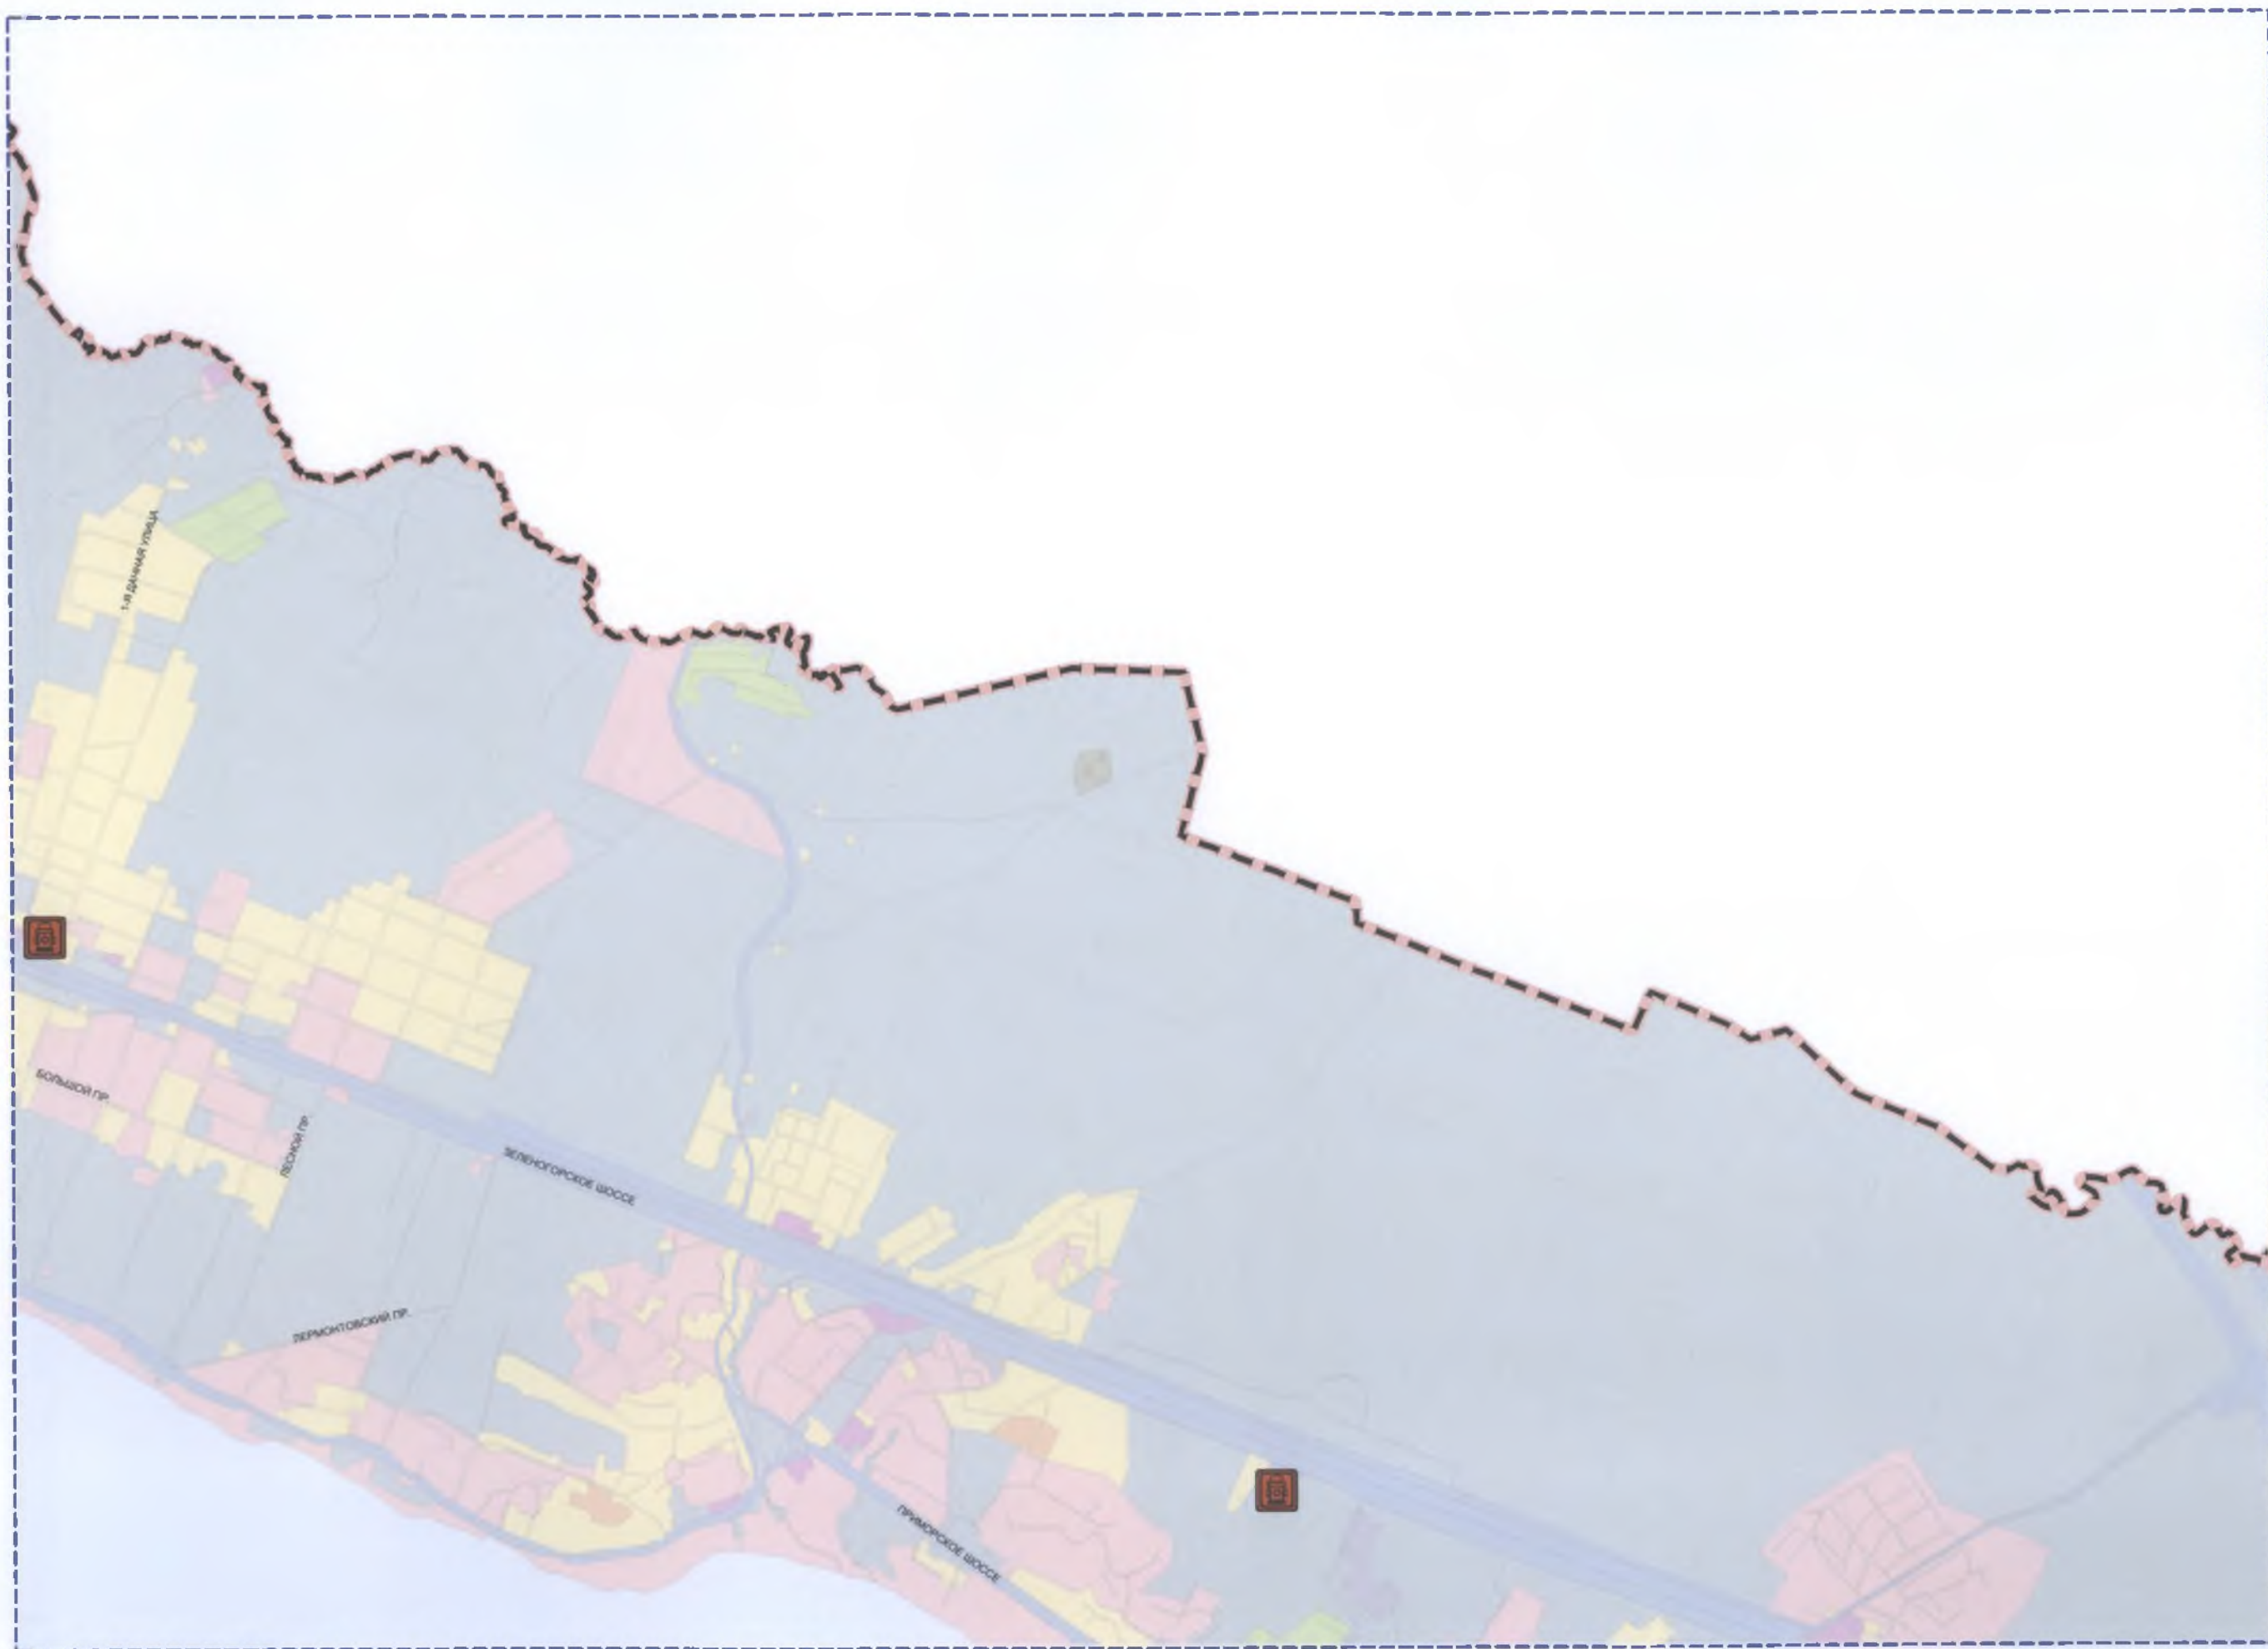 1-Я ДАЧНАЯ УЛИЦА
БОЛЬШОЙ ПР.
ЛЕСНОЙ ПР.
ЗЕЛЕНОГОРСКОЕ ШОССЕ
ЛЕРМОНТОВСКИЙ ПР.
ПРИМОРСКОЕ ШОССЕ